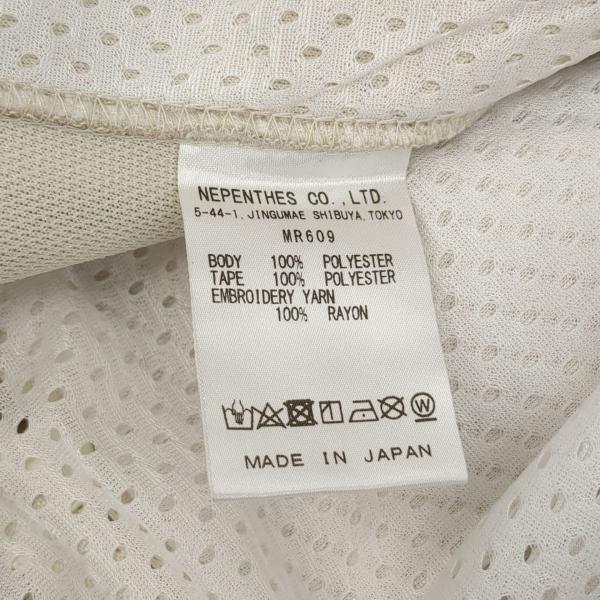 NEPENTHES CO.,LTD.
5-44-1, JINGUMAE SHIBUYA, TOKYO
MR609
BODY 100% POLYESTER
TAPE 100% POLYESTER
EMBROIDERY YARN
100% RAYON
W
MADE IN JAPAN